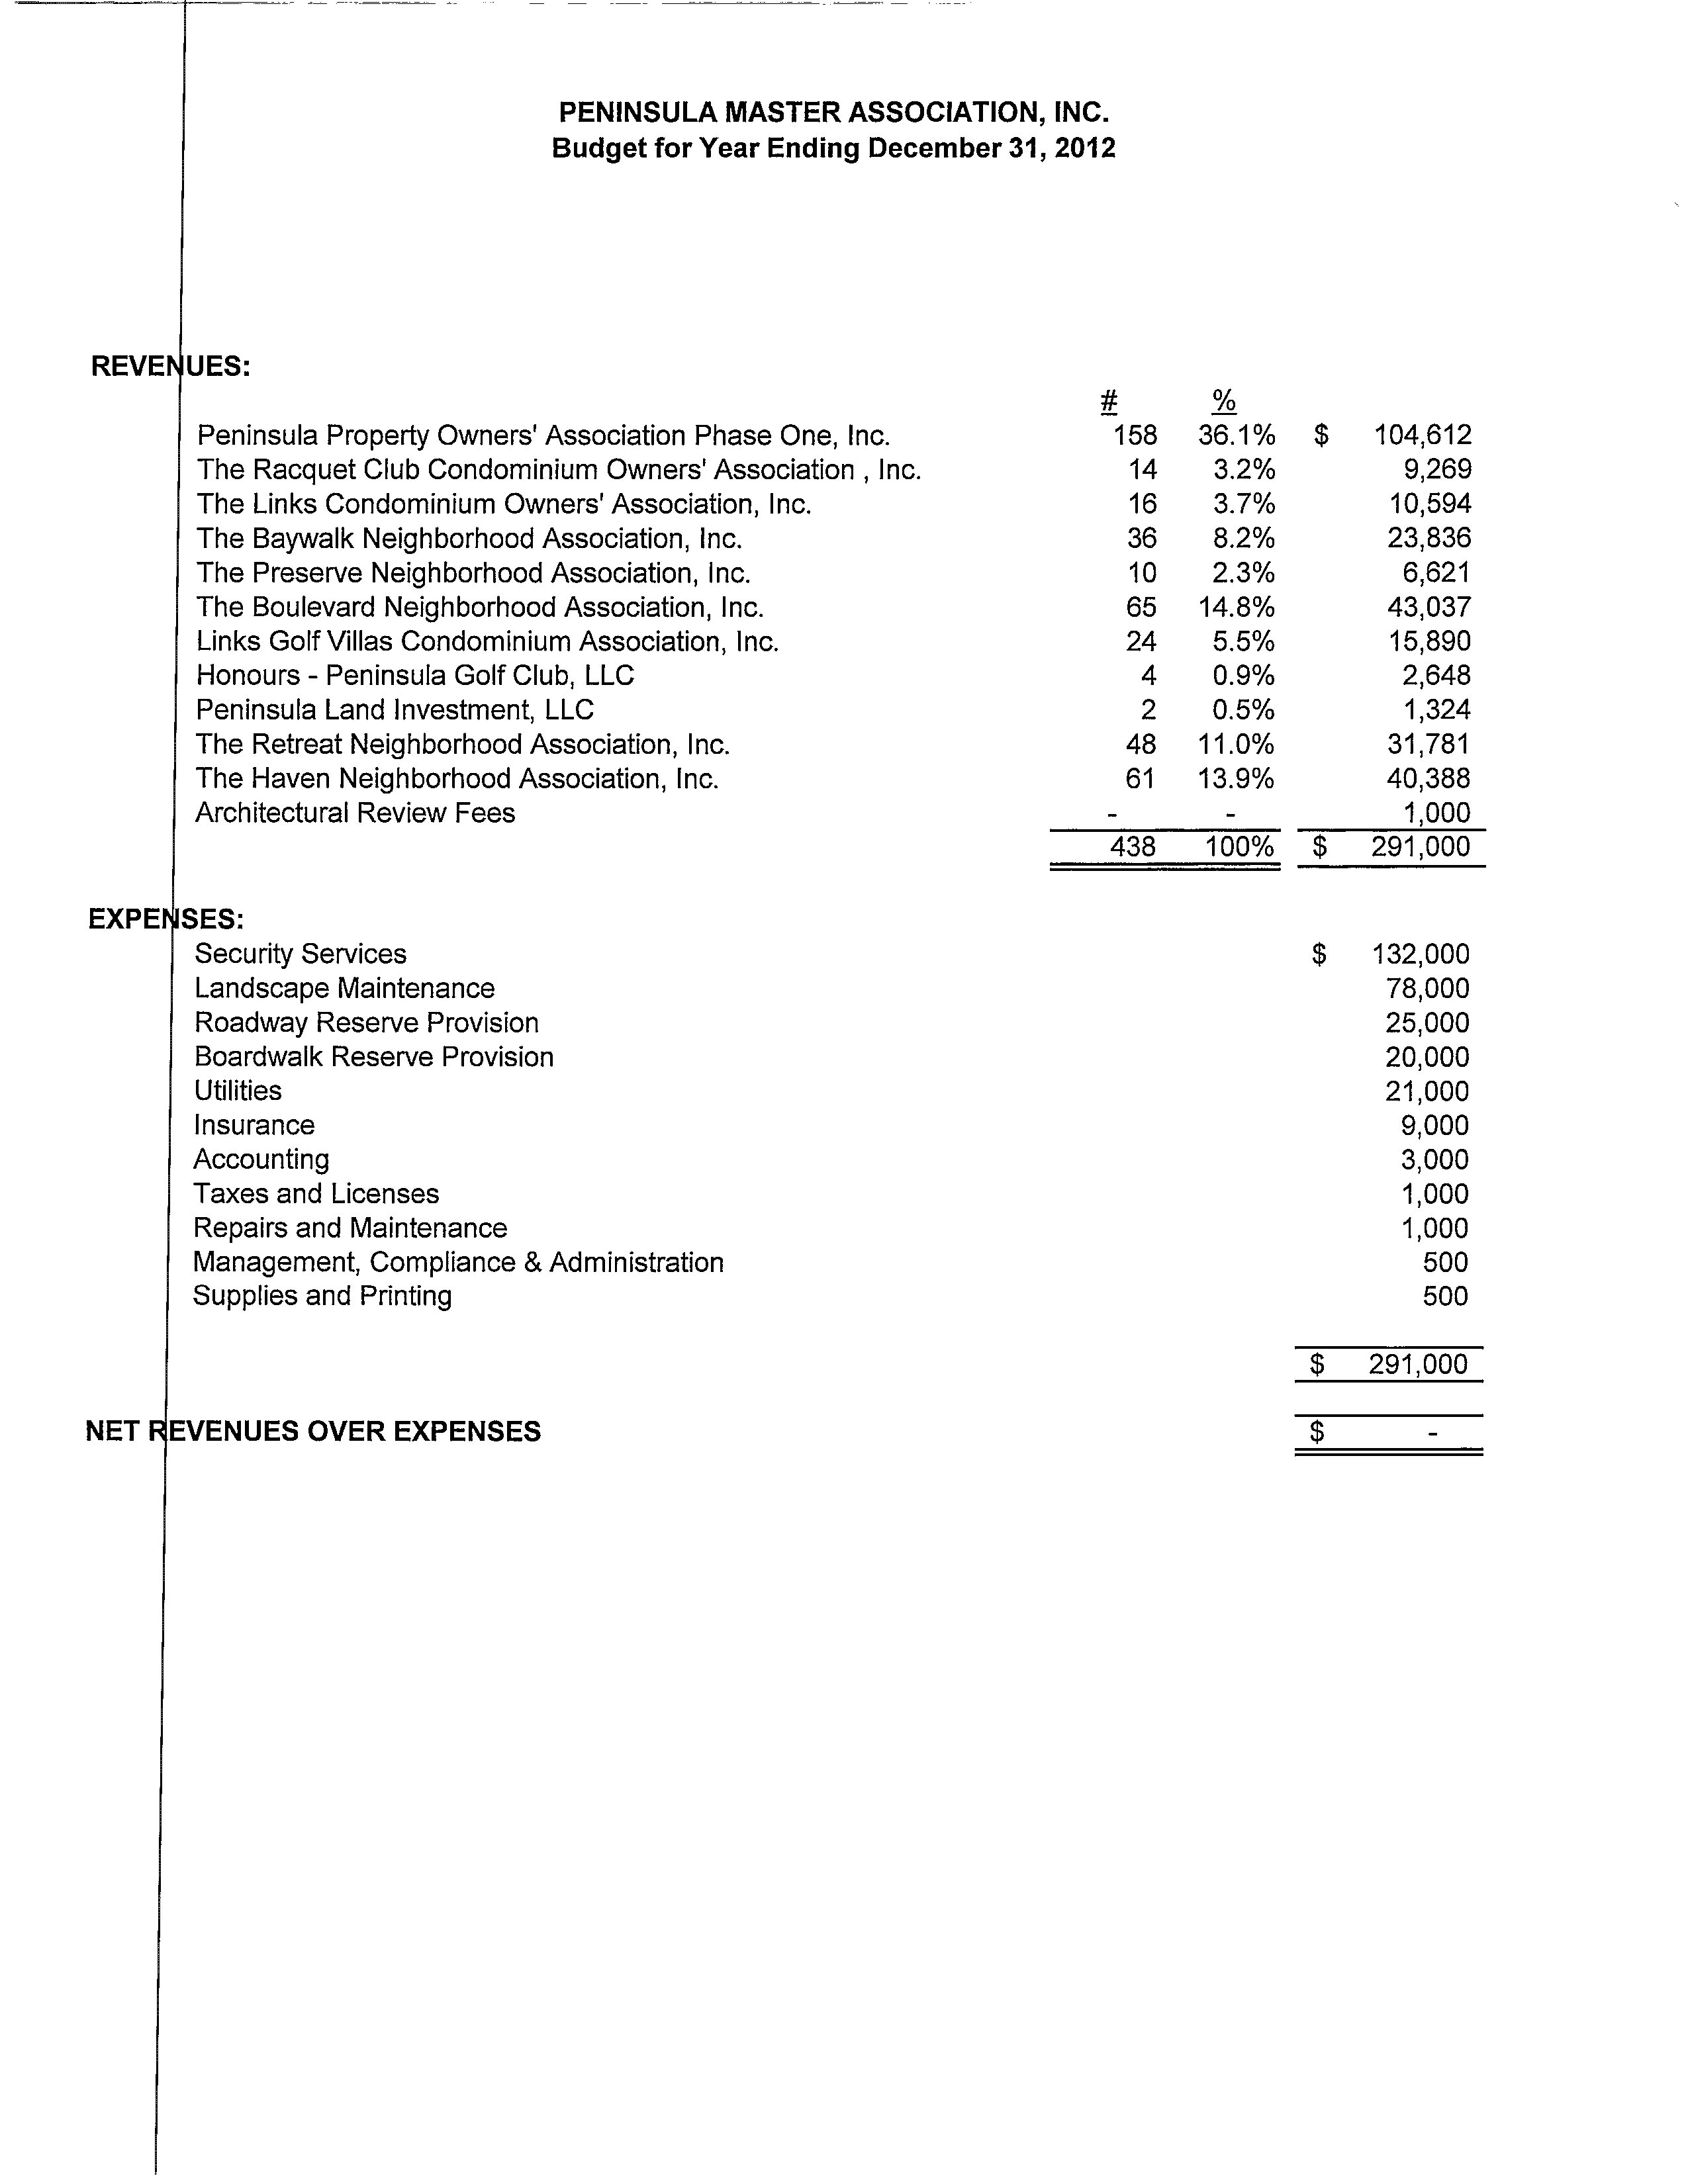 PENINSULA MASTER ASSOCIATION, INC.
Budget for Year Ending December 31, 2012
REVENUES:
# %
Peninsula Property Owners' Association Phase One, Inc. 158 36.1% $ 104,612
The Racquet Club Condominium Owners' Association , Inc. 14 3.2% 9,269
The Links Condominium Owners' Association, Inc. 16 3.7% 10,594
The Baywalk Neighborhood Association, Inc. 36 8.2% 23,836
The Preserve Neighborhood Association, Inc. 10 2.3% 6,621
The Boulevard Neighborhood Association, Inc. 65 14.8% 43,037
Links Golf Villas Condominium Association, Inc. 24 5.5% 15,890
Honours - Peninsula Golf Club, LLC 4 0.9% 2,648
Peninsula Land Investment, LLC 2 0.5% 1,324
The Retreat Neighborhood Association, Inc. 48 11.0% 31,781
The Haven Neighborhood Association, Inc. 61 13.9% 40,388
Architectural Review Fees - - 1,000
438 100% $ 291,000
EXPENSES:
Security Services $ 132,000
Landscape Maintenance 78,000
Roadway Reserve Provision 25,000
Boardwalk Reserve Provision 20,000
Utilities 21,000
Insurance 9,000
Accounting 3,000
Taxes and Licenses 1,000
Repairs and Maintenance 1,000
Management, Compliance & Administration 500
Supplies and Printing 500
$ 291,000
NET REVENUES OVER EXPENSES $ -